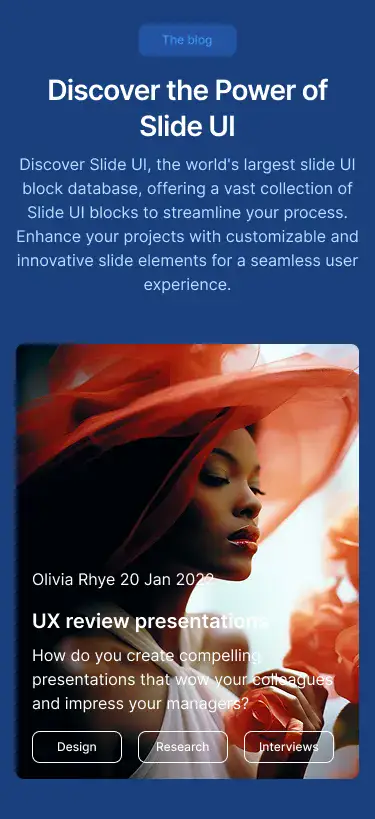 The blog
Discover the Power of
Slide UI
Discover Slide UI, the world's largest slide UI
block database, offering a vast collection of
Slide UI blocks to streamline your process.
Enhance your projects with customizable and
innovative slide elements for a seamless user
experience.
Olivia Rhye 20 Jan 2022
UX review presentations
How do you create compelling
presentations that wow your colleagues
and impress your managers?
Design Research Interviews